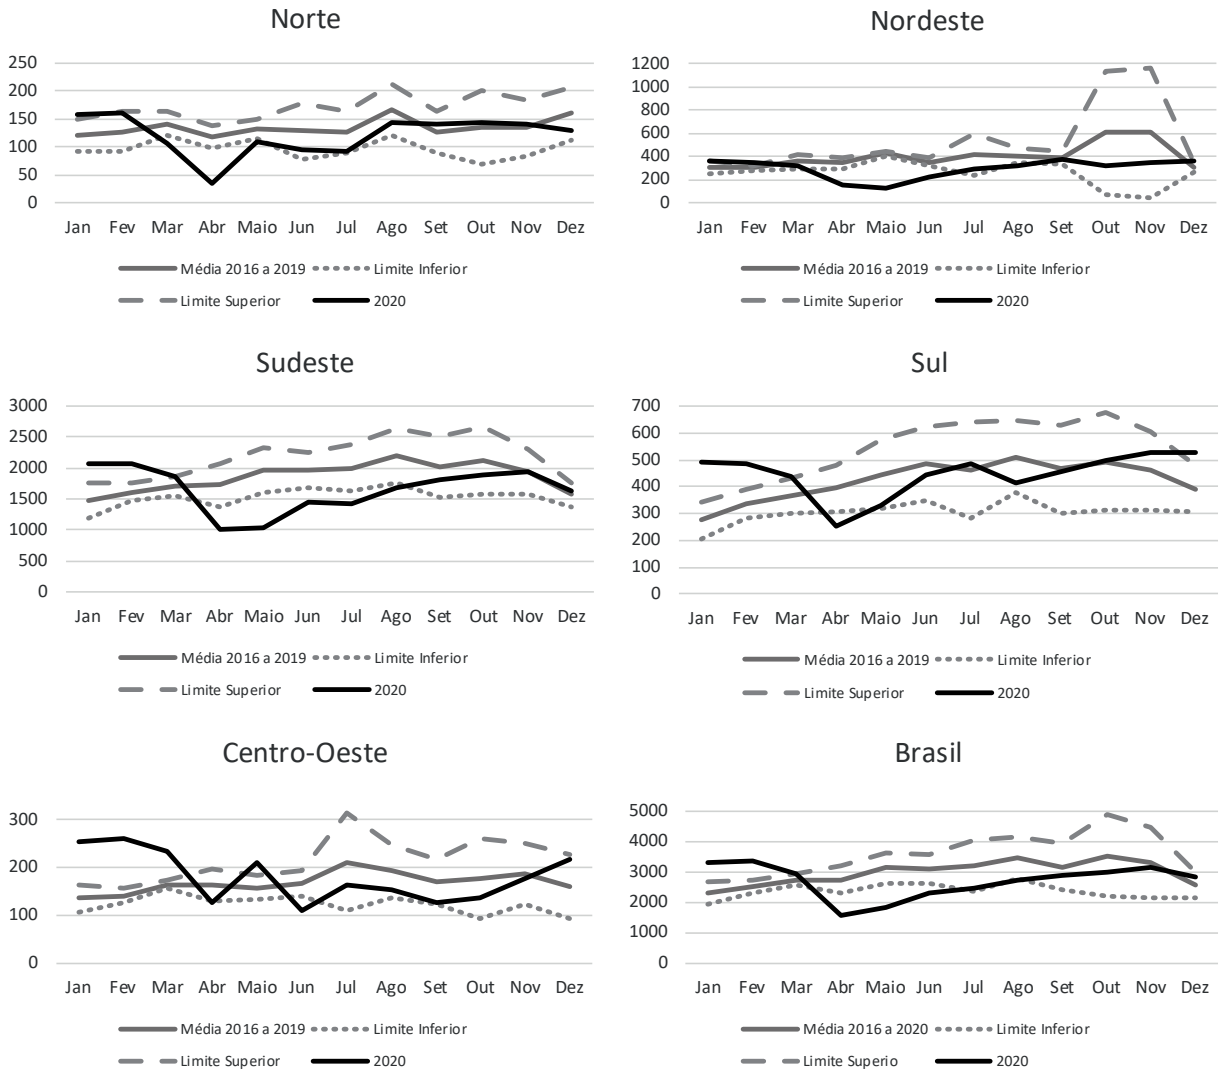 Norte
250
200
150
100
50
0
Jan Fev Mar Abr Maio Jun Jul Ago Set Out Nov Dez
Média 2016 a 2019 Limite Inferior
Limite Superior 2020
Nordeste
1200
1000
800
600
400
200
0
Jan Fev Mar Abr Maio Jun Jul Ago Set Out Nov Dez
Média 2016 a 2019 Limite Inferior
Limite Superior 2020
Sudeste
3000
2500
2000
1500
1000
500
0
Jan Fev Mar Abr Maio Jun Jul Ago Set Out Nov Dez
Média 2016 a 2019 Limite Inferior
Limite Superior 2020
Sul
700
600
500
400
300
200
100
0
Jan Fev Mar Abr Maio Jun Jul Ago Set Out Nov Dez
Média 2016 a 2019 Limite Inferior
Limite Superior 2020
Centro-Oeste
300
200
100
0
Jan Fev Mar Abr Maio Jun Jul Ago Set Out Nov Dez
Média 2016 a 2019 Limite Inferior
Limite Superior 2020
Brasil
5000
4000
3000
2000
1000
0
Jan Fev Mar Abr Maio Jun Jul Ago Set Out Nov Dez
Média 2016 a 2020 Limite Inferior
Limite Superio 2020